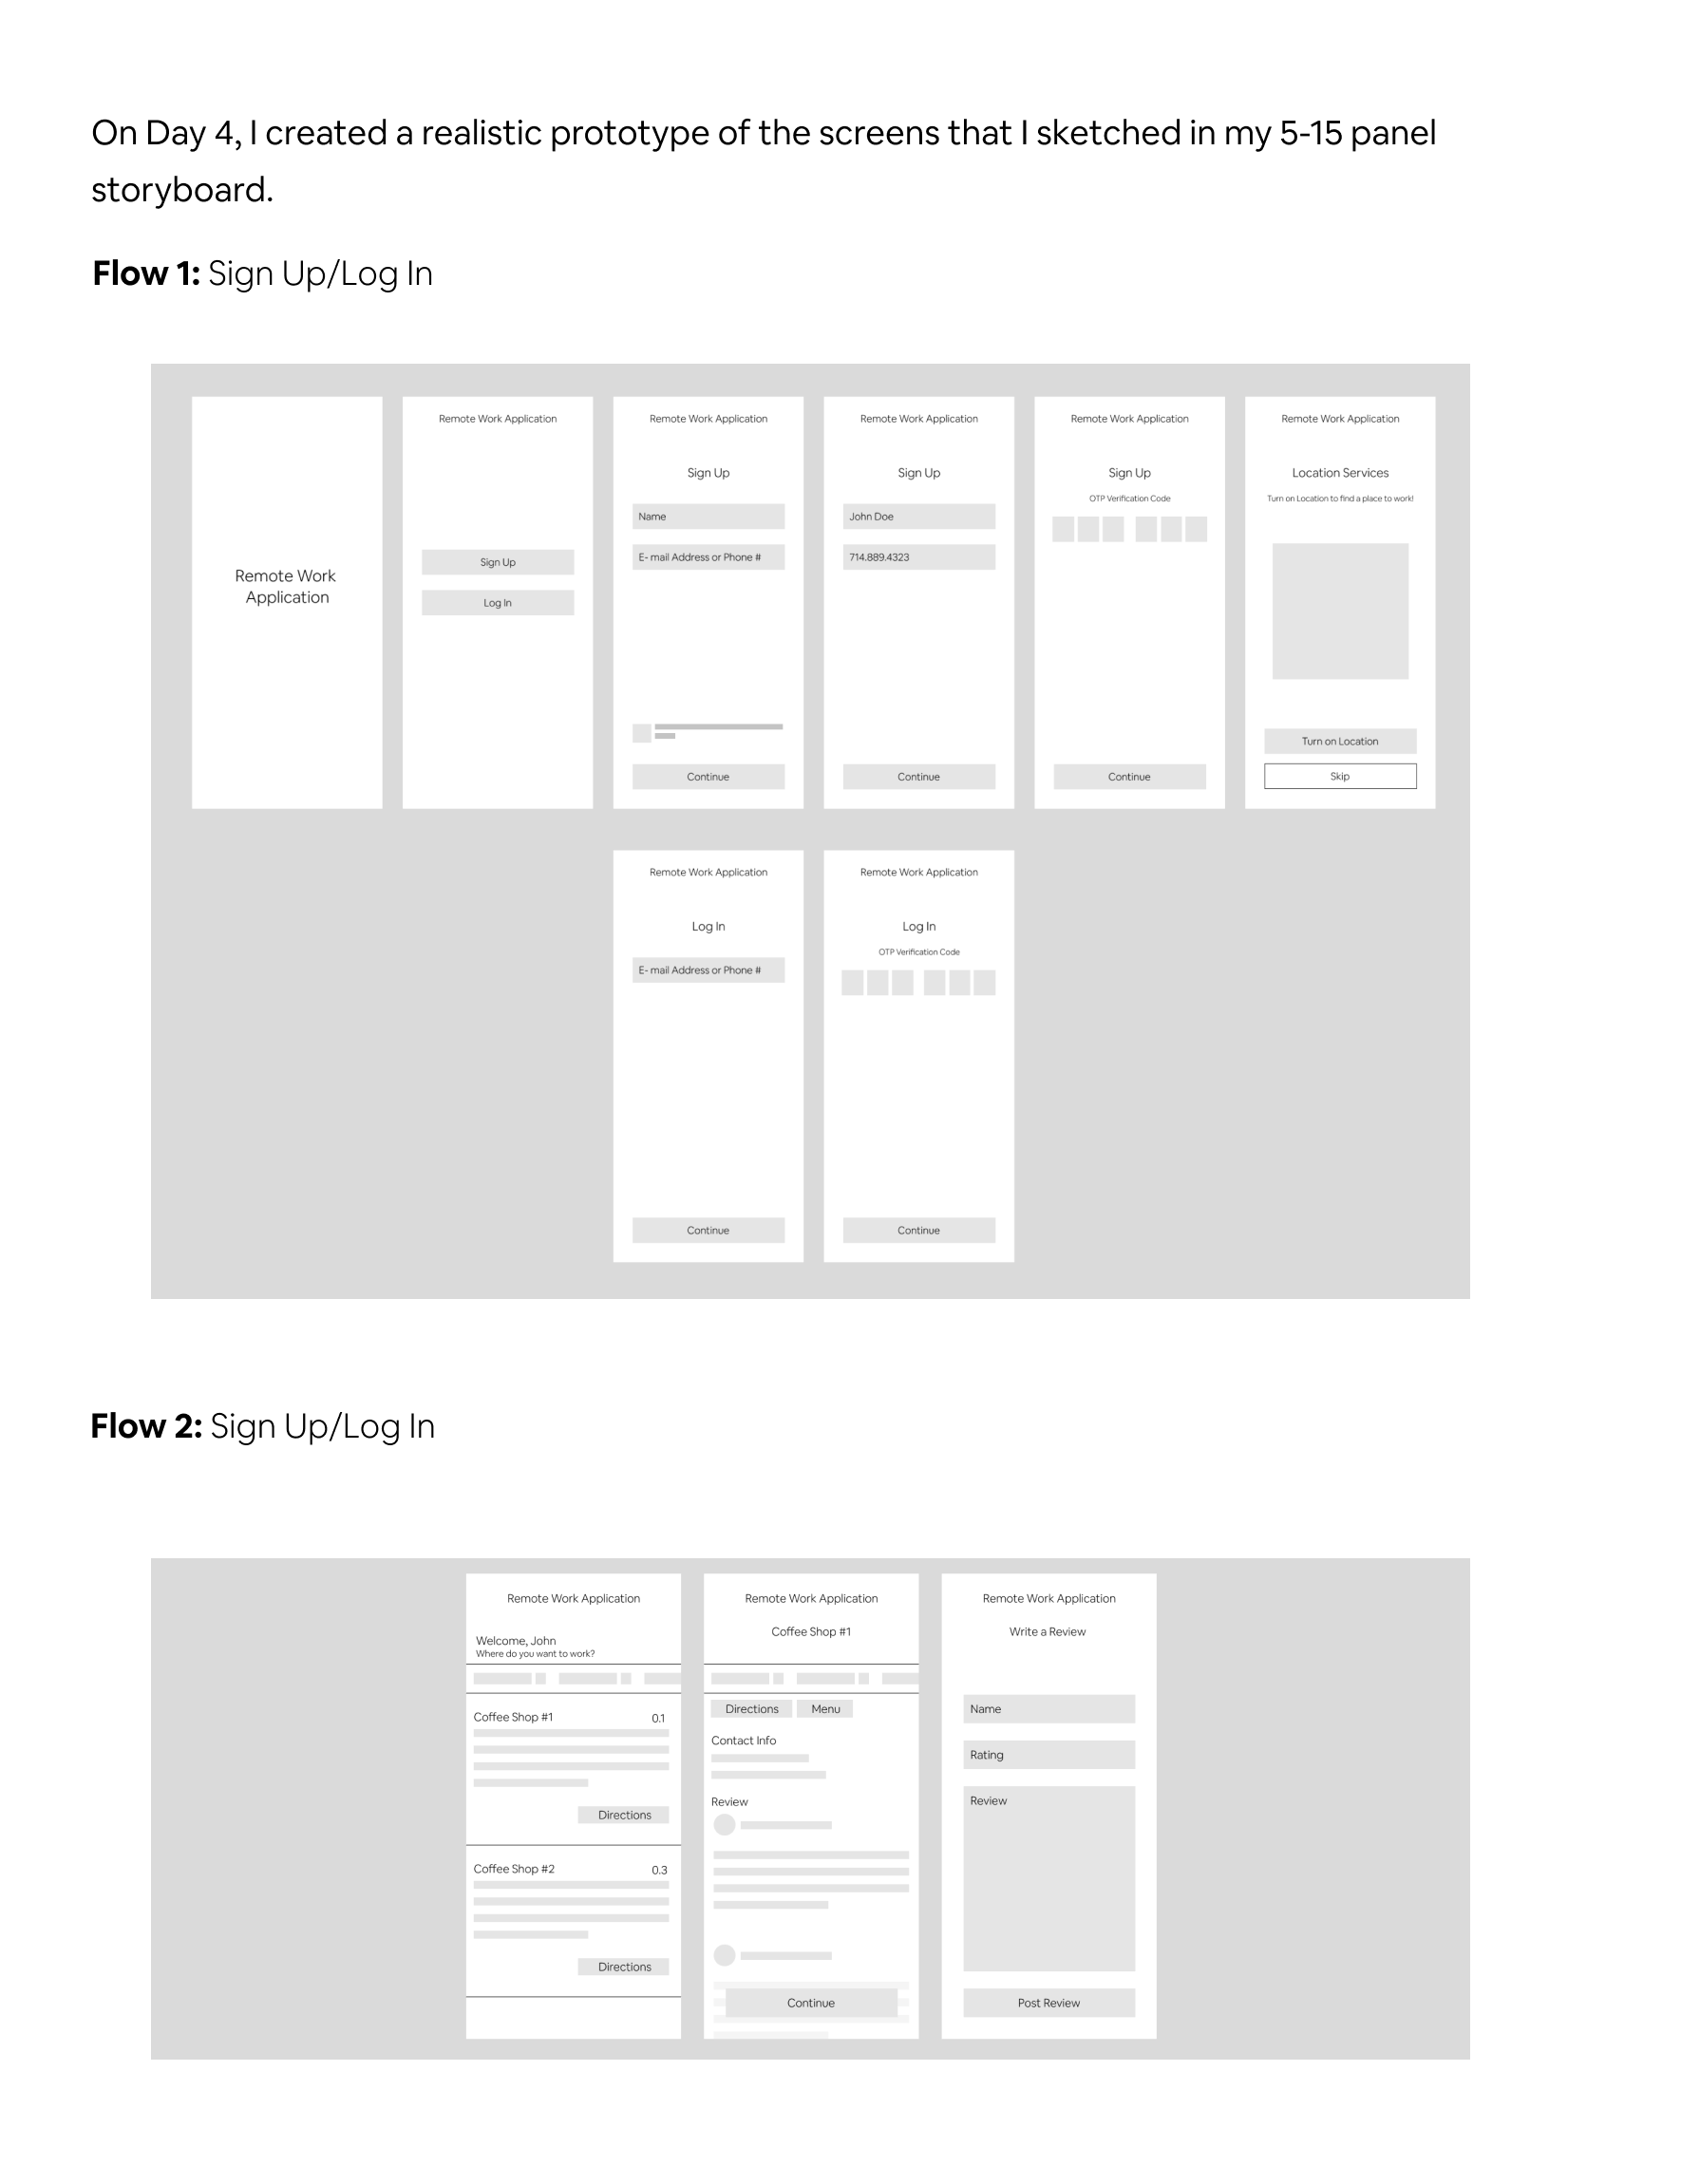 On Day 4, I created a realistic prototype of the screens that I sketched in my 5-15 panel
storyboard.
Flow 1: Sign Up/Log In
Remote Work
Application
Remote Work Application
Sign Up
Log In
Remote Work Application
Sign Up
Name
E- mail Address or Phone #
Continue
Remote Work Application
Sign Up
John Doe
714.889.4323
Continue
Remote Work Application
Sign Up
OTP Verification Code
Continue
Remote Work Application
Location Services
Turn on Location to find a place to work!
Turn on Location
Skip
Remote Work Application
Log In
E- mail Address or Phone #
Continue
Remote Work Application
Log In
OTP Verification Code
Continue
Flow 2: Sign Up/Log In
Remote Work Application
Welcome, John
Where do you want to work?
Coffee Shop #1 0.1
Directions
Coffee Shop #2 0.3
Directions
Remote Work Application
Coffee Shop #1
Directions Menu
Contact Info
Review
Continue
Remote Work Application
Write a Review
Name
Rating
Review
Post Review